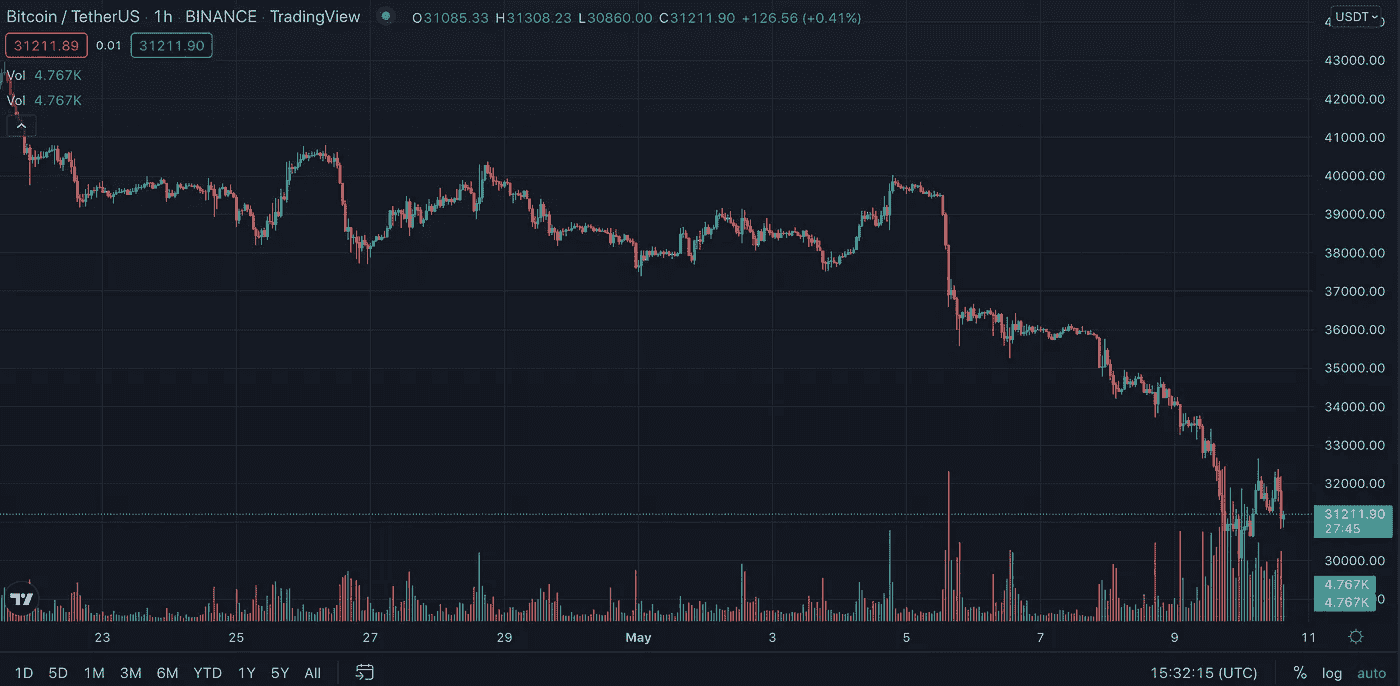 Bitcoin / TetherUS · 1h · BINANCE · TradingView O31085.33 H31308.23 L30860.00 C31211.90 +126.56 (+0.41%)
USDT
31211.89 0.01 31211.90
Vol 4.767K
Vol 4.767K
43000.00
42000.00
41000.00
40000.00
39000.00
38000.00
37000.00
36000.00
35000.00
34000.00
33000.00
32000.00
31211.90
27:45
30000.00
4.767K
4.767K
23 25 27 29 May 3 5 7 9 11
1D 5D 1M 3M 6M YTD 1Y 5Y All 15:32:15 (UTC) % log auto